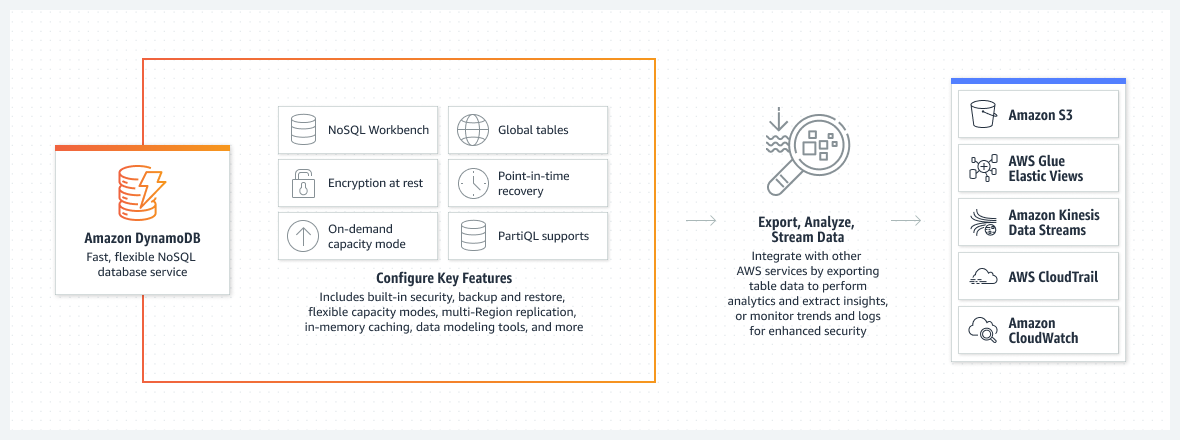 Amazon DynamoDB
Fast, flexible NoSQL
database service
NoSQL Workbench
Global tables
Encryption at rest
Point-in-time
recovery
On-demand
capacity mode
PartiQL supports
Configure Key Features
Includes built-in security, backup and restore,
flexible capacity modes, multi-Region replication,
in-memory caching, data modeling tools, and more
Export, Analyze,
Stream Data
Integrate with other
AWS services by exporting
table data to perform
analytics and extract insights,
or monitor trends and logs
for enhanced security
Amazon S3
AWS Glue
Elastic Views
Amazon Kinesis
Data Streams
AWS CloudTrail
Amazon
CloudWatch